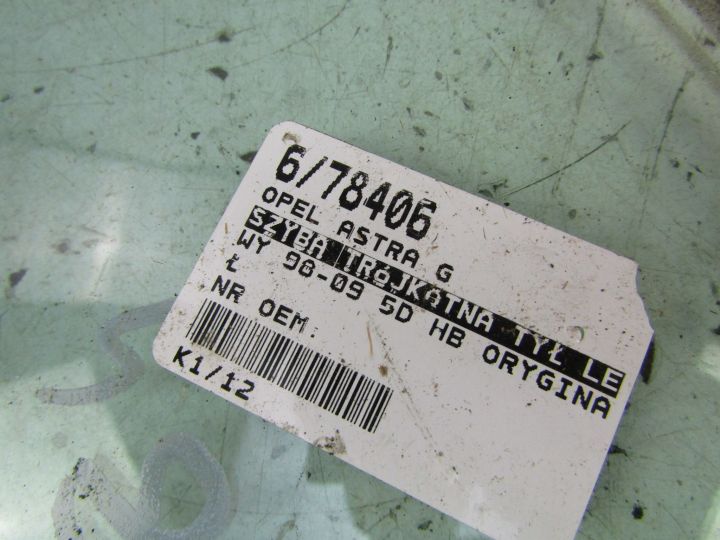 6/78406
OPEL ASTRA G
SZYBA TRÓJKĄTNA TYŁ LE
WY 98-09 5D HB ORYGINA
Ł
NR OEM.
K1/12